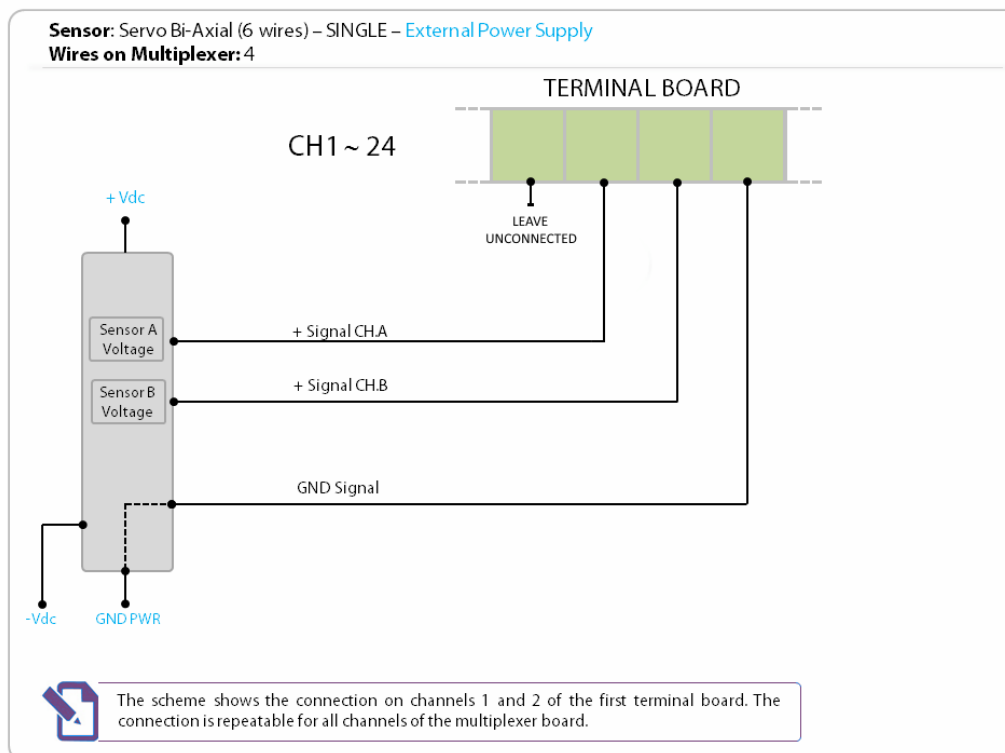 Sensor: Servo Bi-Axial (6 wires) – SINGLE – External Power Supply
Wires on Multiplexer: 4
TERMINAL BOARD
CH1 ~ 24
+ Vdc
LEAVE
UNCONNECTED
Sensor A
Voltage
+ Signal CH.A
Sensor B
Voltage
+ Signal CH.B
GND Signal
-Vdc
GND PWR
The scheme shows the connection on channels 1 and 2 of the first terminal board. The
connection is repeatable for all channels of the multiplexer board.